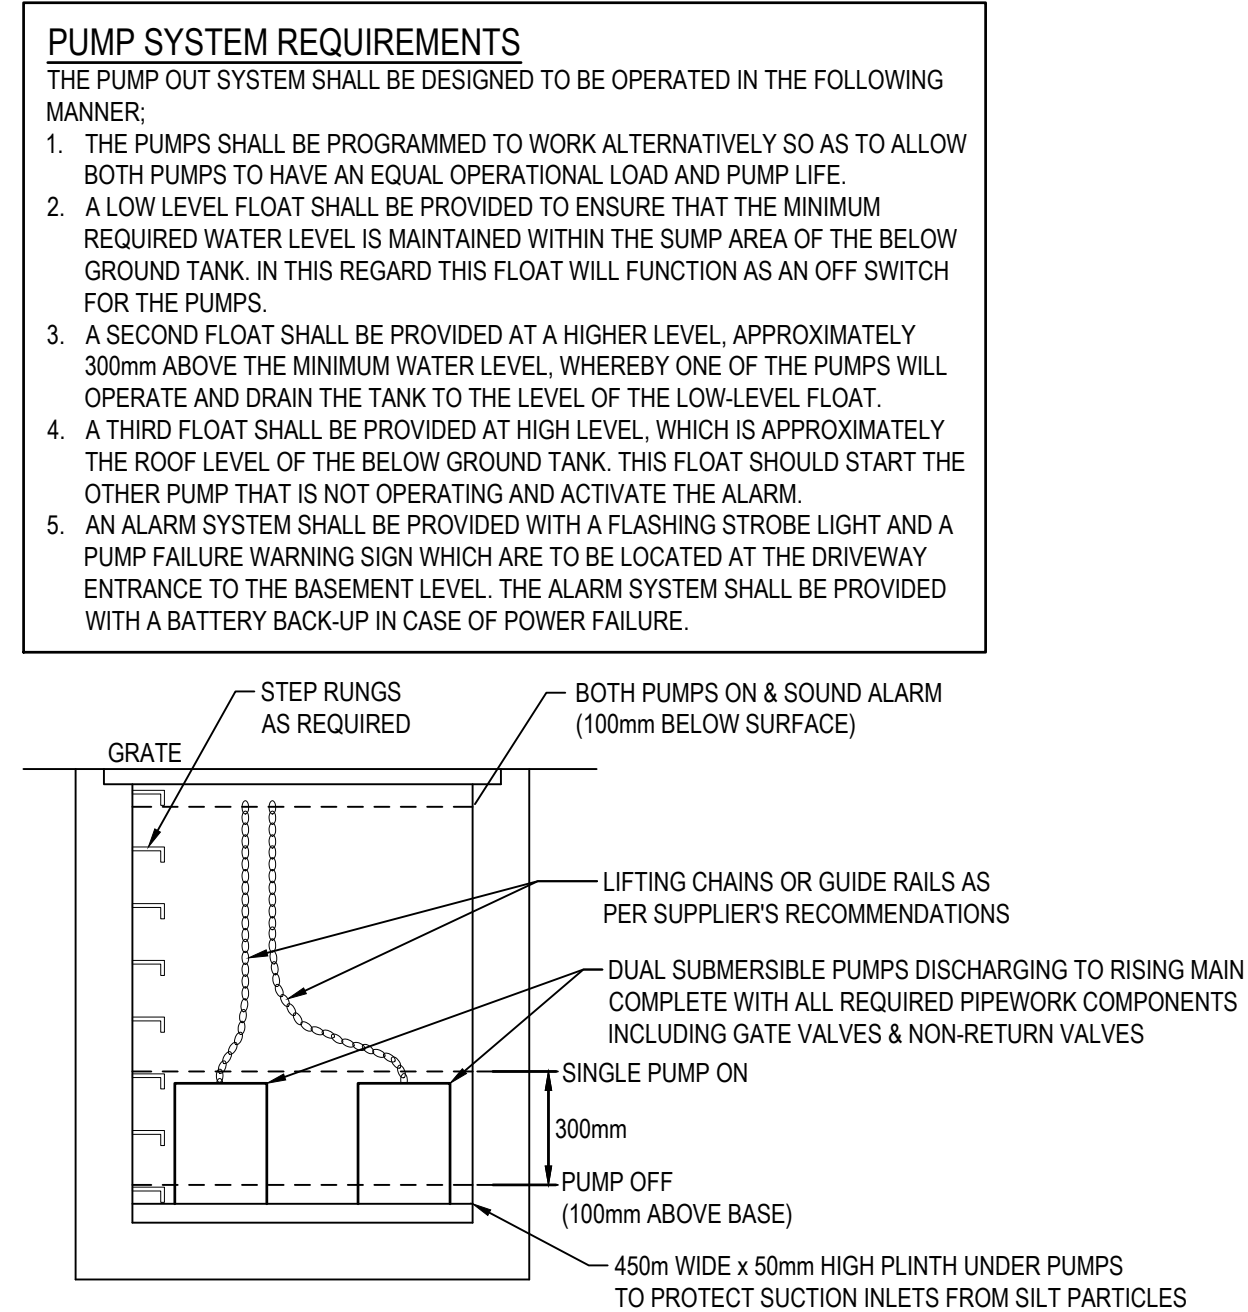 PUMP SYSTEM REQUIREMENTS
THE PUMP OUT SYSTEM SHALL BE DESIGNED TO BE OPERATED IN THE FOLLOWING
MANNER;
1. THE PUMPS SHALL BE PROGRAMMED TO WORK ALTERNATIVELY SO AS TO ALLOW
BOTH PUMPS TO HAVE AN EQUAL OPERATIONAL LOAD AND PUMP LIFE.
2. A LOW LEVEL FLOAT SHALL BE PROVIDED TO ENSURE THAT THE MINIMUM
REQUIRED WATER LEVEL IS MAINTAINED WITHIN THE SUMP AREA OF THE BELOW
GROUND TANK. IN THIS REGARD THIS FLOAT WILL FUNCTION AS AN OFF SWITCH
FOR THE PUMPS.
3. A SECOND FLOAT SHALL BE PROVIDED AT A HIGHER LEVEL, APPROXIMATELY
300mm ABOVE THE MINIMUM WATER LEVEL, WHEREBY ONE OF THE PUMPS WILL
OPERATE AND DRAIN THE TANK TO THE LEVEL OF THE LOW-LEVEL FLOAT.
4. A THIRD FLOAT SHALL BE PROVIDED AT HIGH LEVEL, WHICH IS APPROXIMATELY
THE ROOF LEVEL OF THE BELOW GROUND TANK. THIS FLOAT SHOULD START THE
OTHER PUMP THAT IS NOT OPERATING AND ACTIVATE THE ALARM.
5. AN ALARM SYSTEM SHALL BE PROVIDED WITH A FLASHING STROBE LIGHT AND A
PUMP FAILURE WARNING SIGN WHICH ARE TO BE LOCATED AT THE DRIVEWAY
ENTRANCE TO THE BASEMENT LEVEL. THE ALARM SYSTEM SHALL BE PROVIDED
WITH A BATTERY BACK-UP IN CASE OF POWER FAILURE.
STEP RUNGS
AS REQUIRED
BOTH PUMPS ON & SOUND ALARM
(100mm BELOW SURFACE)
GRATE
LIFTING CHAINS OR GUIDE RAILS AS
PER SUPPLIER'S RECOMMENDATIONS
DUAL SUBMERSIBLE PUMPS DISCHARGING TO RISING MAIN
COMPLETE WITH ALL REQUIRED PIPEWORK COMPONENTS
INCLUDING GATE VALVES & NON-RETURN VALVES
SINGLE PUMP ON
300mm
PUMP OFF
(100mm ABOVE BASE)
450m WIDE x 50mm HIGH PLINTH UNDER PUMPS
TO PROTECT SUCTION INLETS FROM SILT PARTICLES